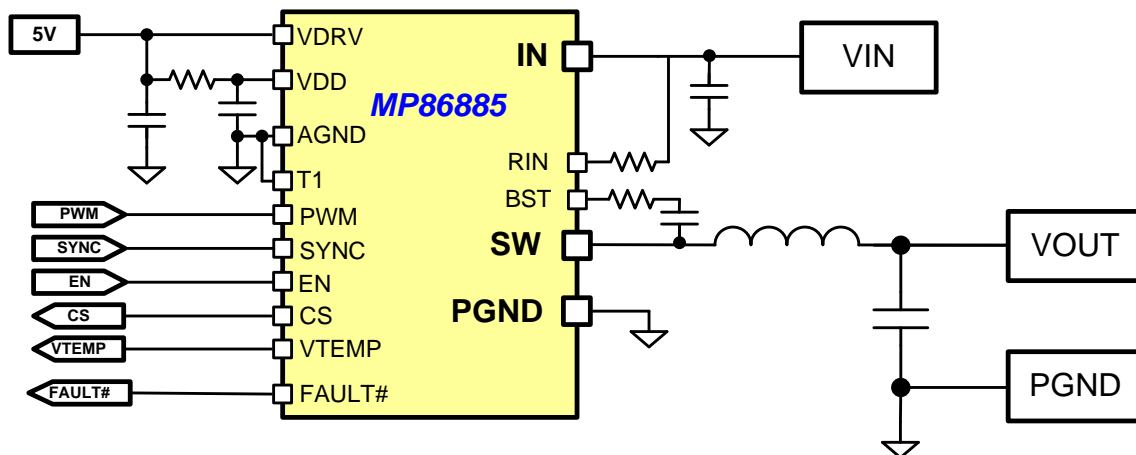 5V
VDRV
VDD
AGND
T1
PWM
PWM
SYNC
SYNC
EN
EN
CS
CS
VTEMP
VTEMP
FAULT#
FAULT#
MP86885
IN
VIN
RIN
BST
SW
VOUT
PGND
PGND